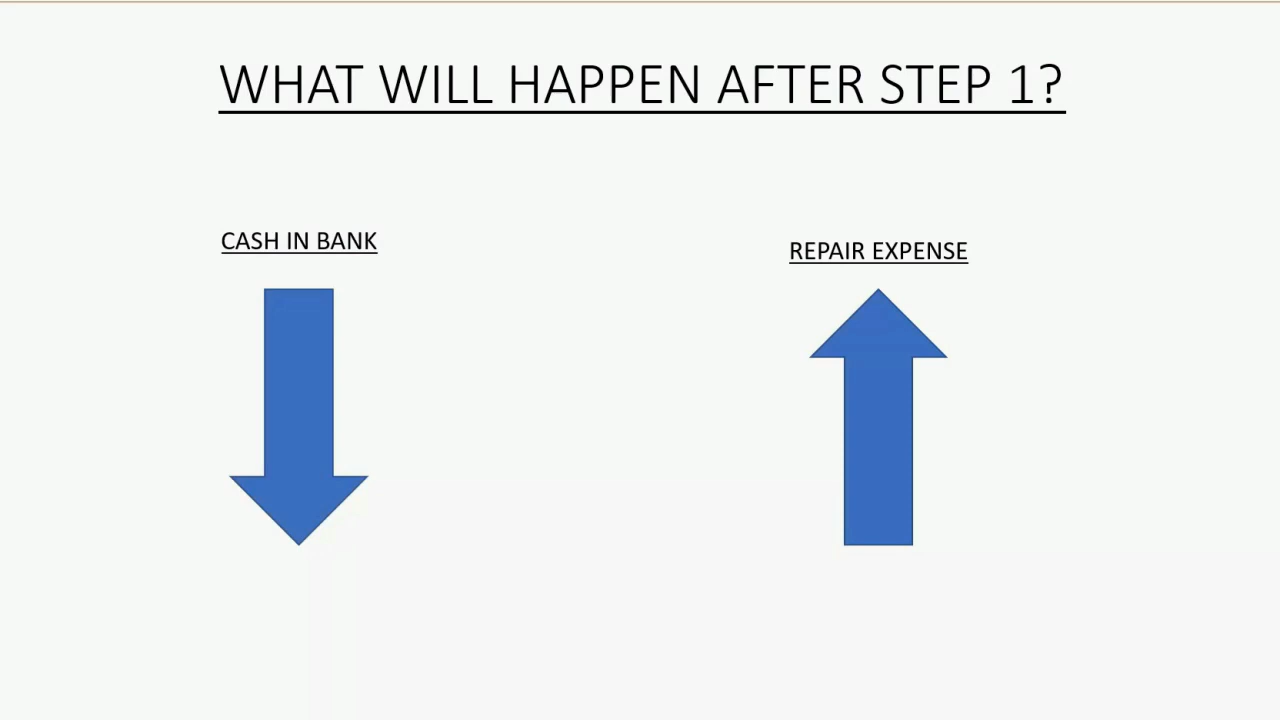 WHAT WILL HAPPEN AFTER STEP 1?
CASH IN BANK
REPAIR EXPENSE